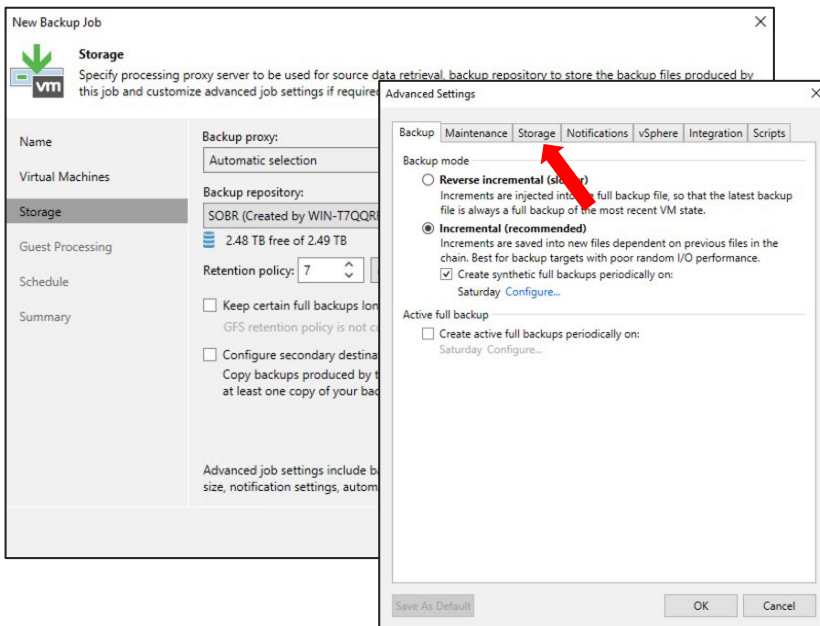 New Backup Job
vm
Storage
Specify processing proxy server to be used for source data retrieval, backup repository to store the backup files produced by
this job and customize advanced job settings if required
Name
Virtual Machines
Storage
Guest Processing
Schedule
Summary
Backup proxy:
Automatic selection
Backup repository:
SOBR (Created by
2.48 TB free of 2.49 TB
Retention policy: 7
Keep certain full backups
GFS retention policy is not
Configure secondary
Copy backups produced by
at least one copy of your
Advanced job settings include
size, notification settings,
Advanced Settings
Backup Maintenance Storage Notifications vSphere Integration Scripts
Backup mode
Reverse incremental
Increments are injected full backup file, so that the latest backup
file is always a full backup of the most recent VM state.
Incremental (recommended)
Increments are saved into new files dependent on previous files in the
chain. Best for backup targets with poor random I/O performance.
Create synthetic full backups periodically on:
Saturday Configure...
Active full backup
Create active full backups periodically on:
Saturday Configure...
Save As Default
OK Cancel